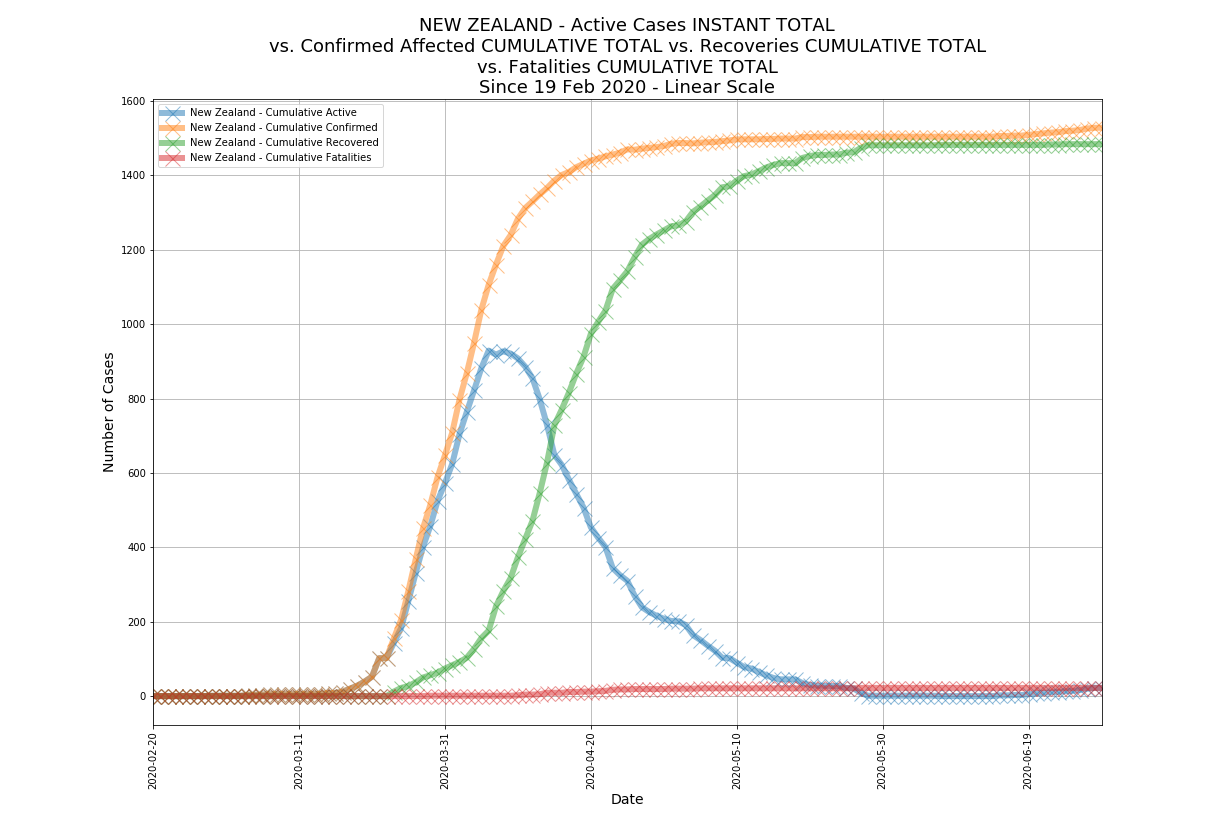 NEW ZEALAND - Active Cases INSTANT TOTAL
vs. Confirmed Affected CUMULATIVE TOTAL vs. Recoveries CUMULATIVE TOTAL
vs. Fatalities CUMULATIVE TOTAL
Since 19 Feb 2020 - Linear Scale
New Zealand - Cumulative Active
New Zealand - Cumulative Confirmed
New Zealand - Cumulative Recovered
New Zealand - Cumulative Fatalities
Number of Cases
1600
1400
1200
1000
800
600
400
200
0
2020-02-20
2020-03-11
2020-03-31
2020-04-20
2020-05-10
2020-05-30
2020-06-19
Date